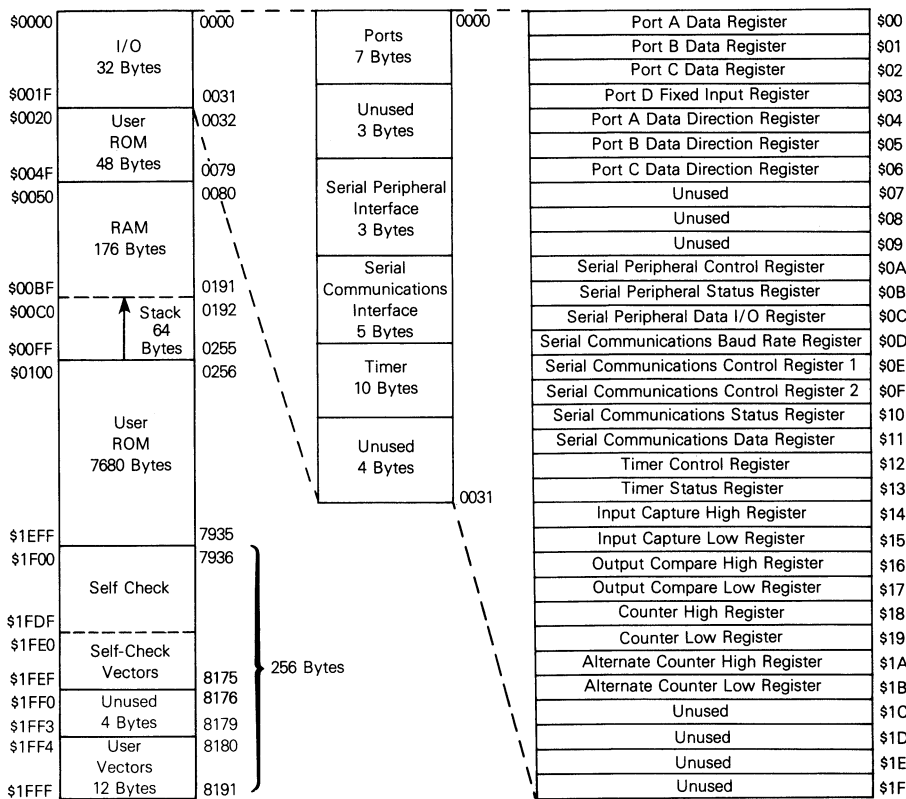 $0000
I/O
32 Bytes
$001F
$0020
User
ROM
48 Bytes
$004F
$0050
RAM
176 Bytes
$00BF
$00C0
Stack
64
Bytes
$00FF
$0100
User
ROM
7680 Bytes
$1EFF
$1F00
Self Check
$1FDF
$1FE0
Self-Check
Vectors
$1FEF
$1FF0
Unused
4 Bytes
$1FF3
$1FF4
User
Vectors
12 Bytes
$1FFF
0000
0031
0032
0079
0080
0191
0192
0255
0256
7935
7936
8175
8176
8179
8180
8191
256 Bytes
Ports
7 Bytes
Unused
3 Bytes
Serial Peripheral
Interface
3 Bytes
Serial
Communications
Interface
5 Bytes
Timer
10 Bytes
Unused
4 Bytes
0000
0031
Port A Data Register $00
Port B Data Register $01
Port C Data Register $02
Port D Fixed Input Register $03
Port A Data Direction Register $04
Port B Data Direction Register $05
Port C Data Direction Register $06
Unused $07
Unused $08
Unused $09
Serial Peripheral Control Register $0A
Serial Peripheral Status Register $0B
Serial Peripheral Data I/O Register $0C
Serial Communications Baud Rate Register $0D
Serial Communications Control Register 1 $0E
Serial Communications Control Register 2 $0F
Serial Communications Status Register $10
Serial Communications Data Register $11
Timer Control Register $12
Timer Status Register $13
Input Capture High Register $14
Input Capture Low Register $15
Output Compare High Register $16
Output Compare Low Register $17
Counter High Register $18
Counter Low Register $19
Alternate Counter High Register $1A
Alternate Counter Low Register $1B
Unused $1C
Unused $1D
Unused $1E
Unused $1F